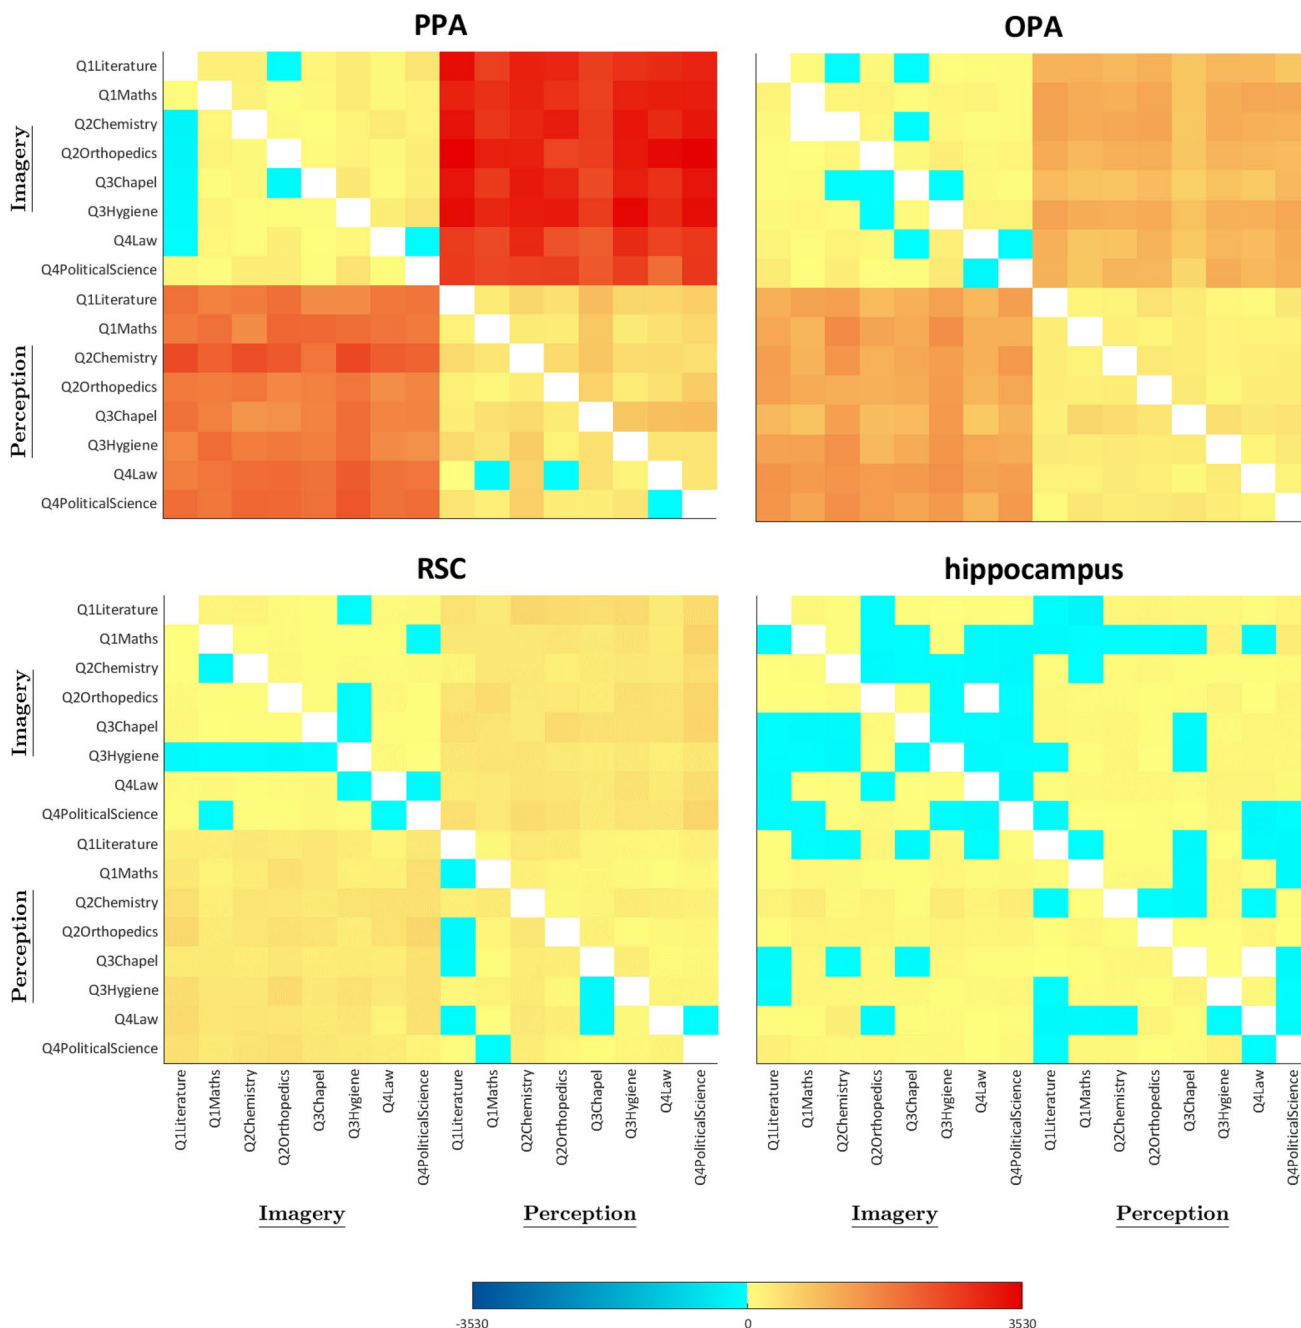 PPA
OPA
Q1Literature
Q1Maths
Q2Chemistry
Q2Orthopedics
Q3Chapel
Q3Hygiene
Q4Law
Q4PoliticalScience
Imagery
Q1Literature
Q1Maths
Q2Chemistry
Q2Orthopedics
Q3Chapel
Q3Hygiene
Q4Law
Q4PoliticalScience
Perception
RSC
hippocampus
Q1Literature
Q1Maths
Q2Chemistry
Q2Orthopedics
Q3Chapel
Q3Hygiene
Q4Law
Q4PoliticalScience
Imagery
Q1Literature
Q1Maths
Q2Chemistry
Q2Orthopedics
Q3Chapel
Q3Hygiene
Q4Law
Q4PoliticalScience
Perception
Q1Literature
Q1Maths
Q2Chemistry
Q2Orthopedics
Q3Chapel
Q3Hygiene
Q4Law
Q4PoliticalScience
Q1Literature
Q1Maths
Q2Chemistry
Q2Orthopedics
Q3Chapel
Q3Hygiene
Q4Law
Q4PoliticalScience
Q1Literature
Q1Maths
Q2Chemistry
Q2Orthopedics
Q3Chapel
Q3Hygiene
Q4Law
Q4PoliticalScience
Q1Literature
Q1Maths
Q2Chemistry
Q2Orthopedics
Q3Chapel
Q3Hygiene
Q4Law
Q4PoliticalScience
Imagery
Perception
Imagery
Perception
-3530
0
3530